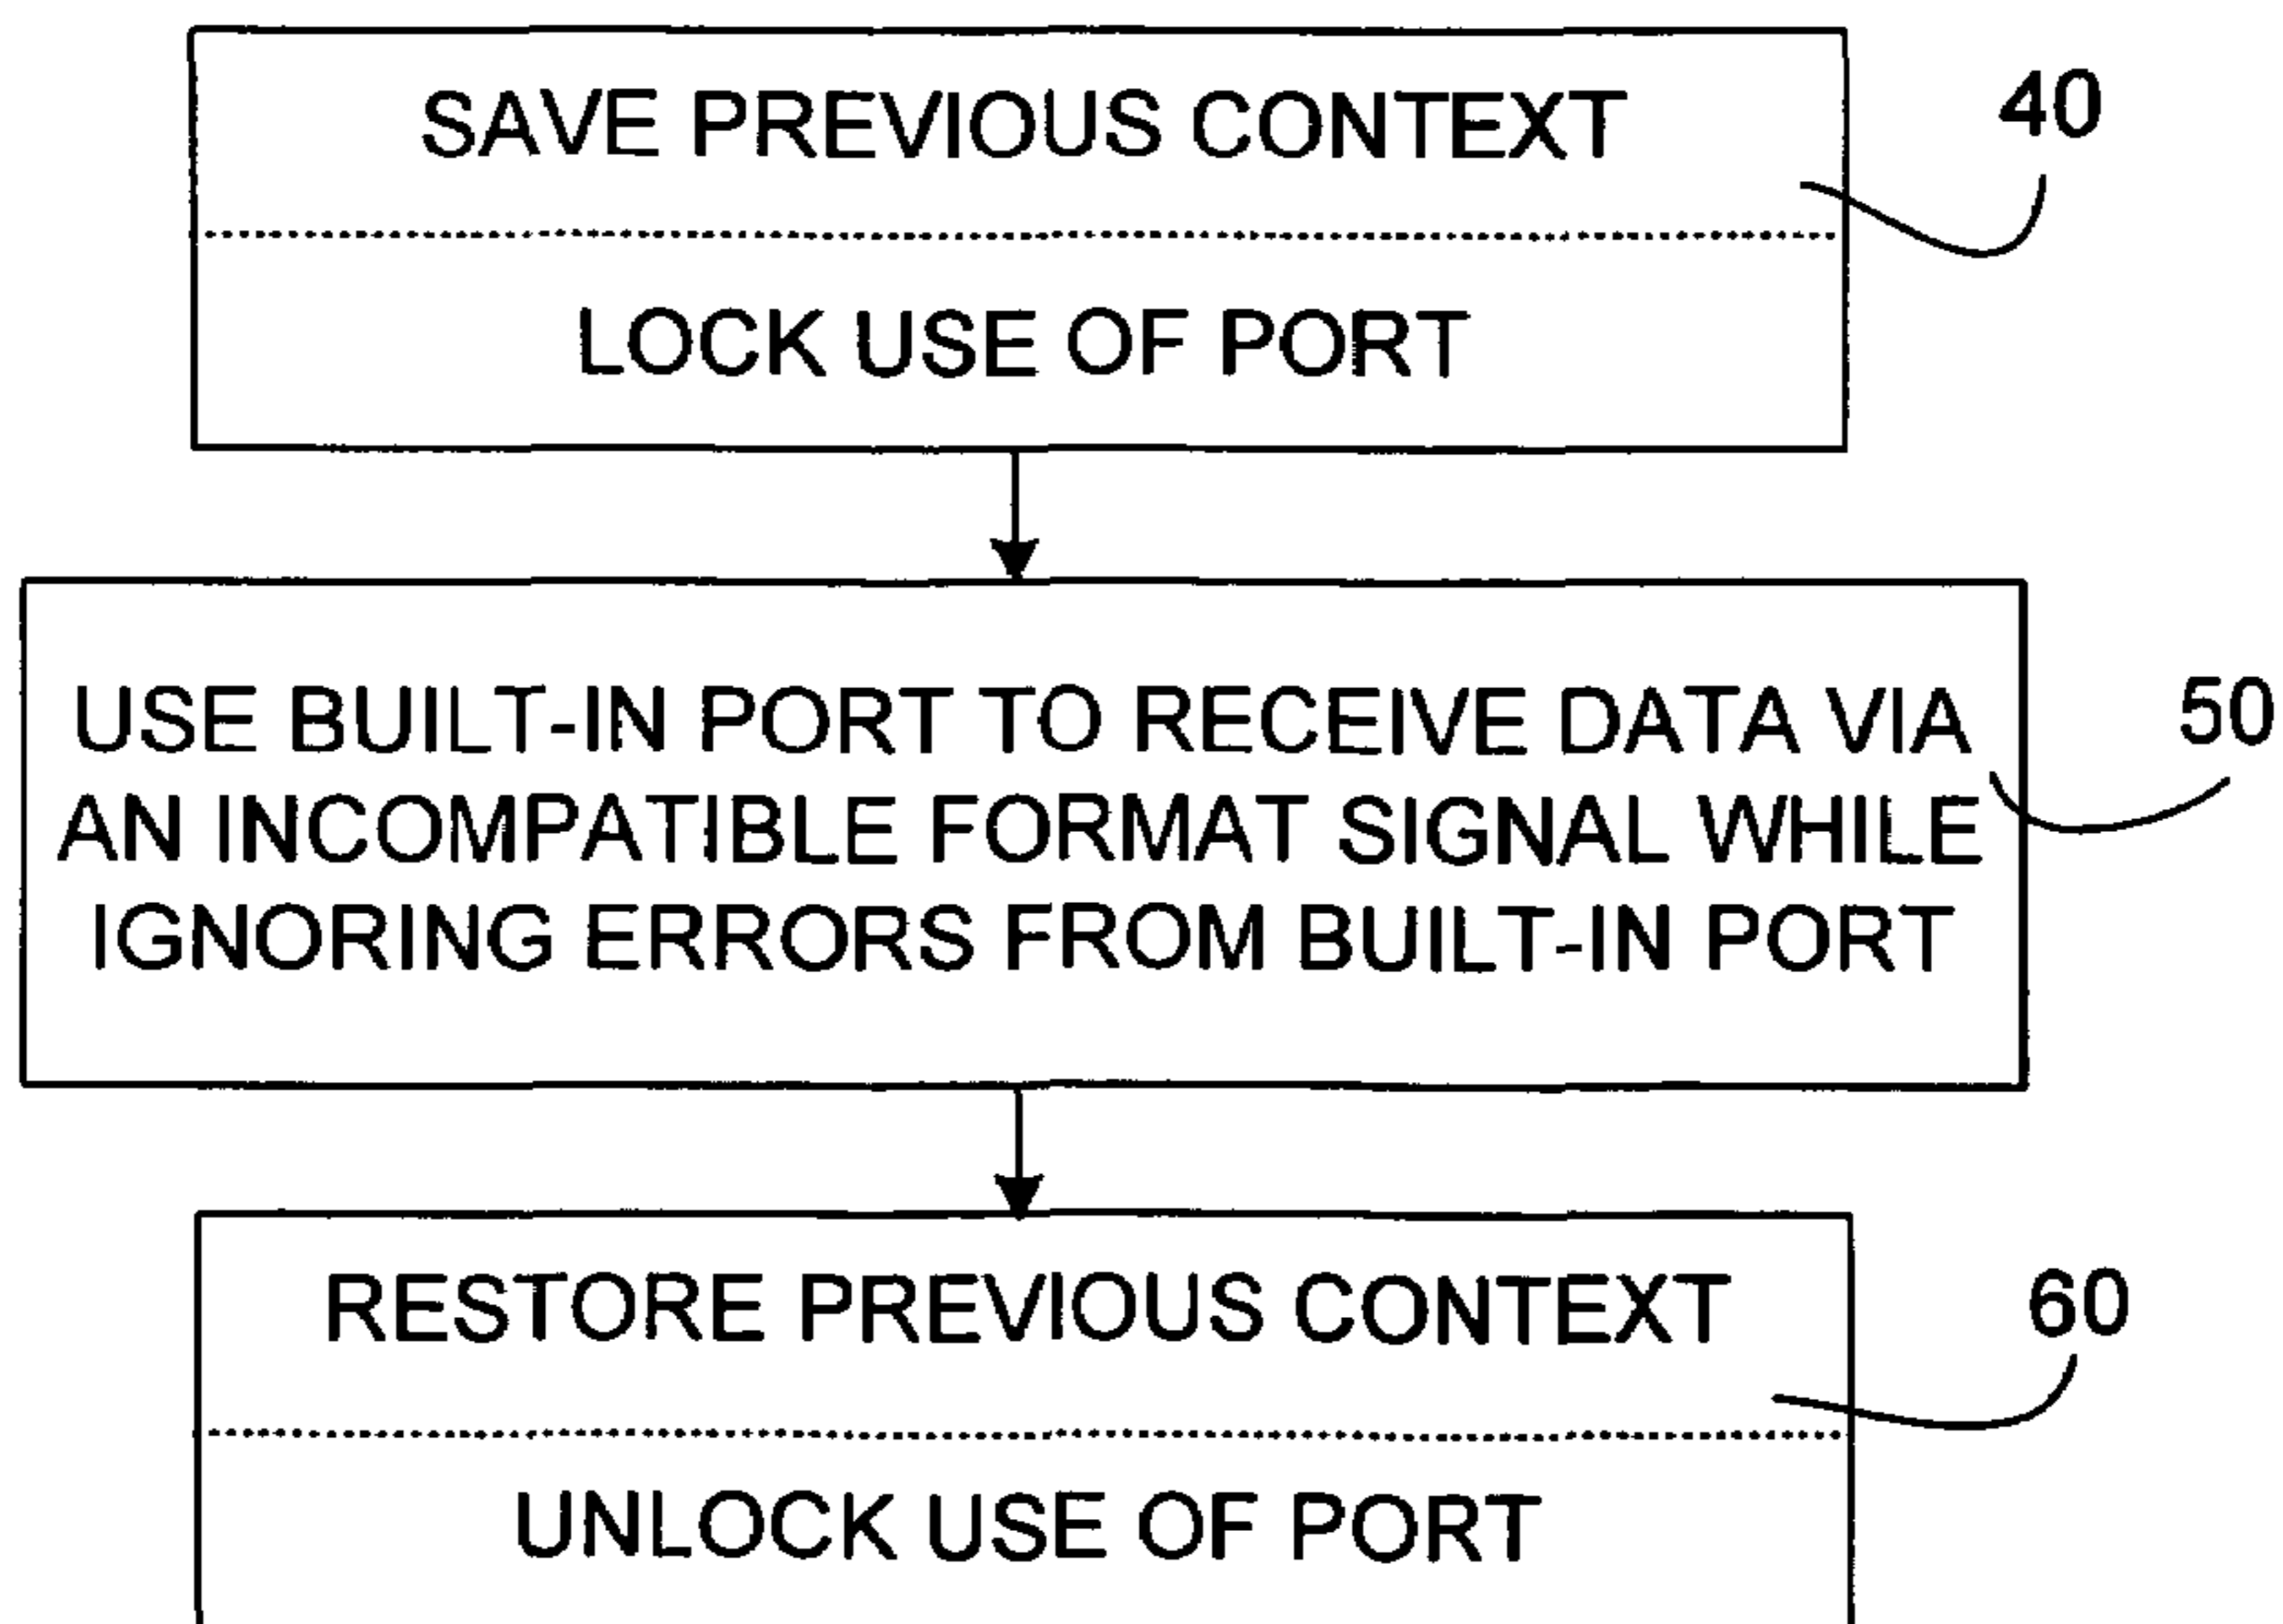 SAVE PREVIOUS CONTEXT
40
LOCK USE OF PORT
USE BUILT-IN PORT TO RECEIVE DATA VIA
50
AN INCOMPATIBLE FORMAT SIGNAL WHILE
IGNORING ERRORS FROM BUILT-IN PORT
RESTORE PREVIOUS CONTEXT
60
UNLOCK USE OF PORT